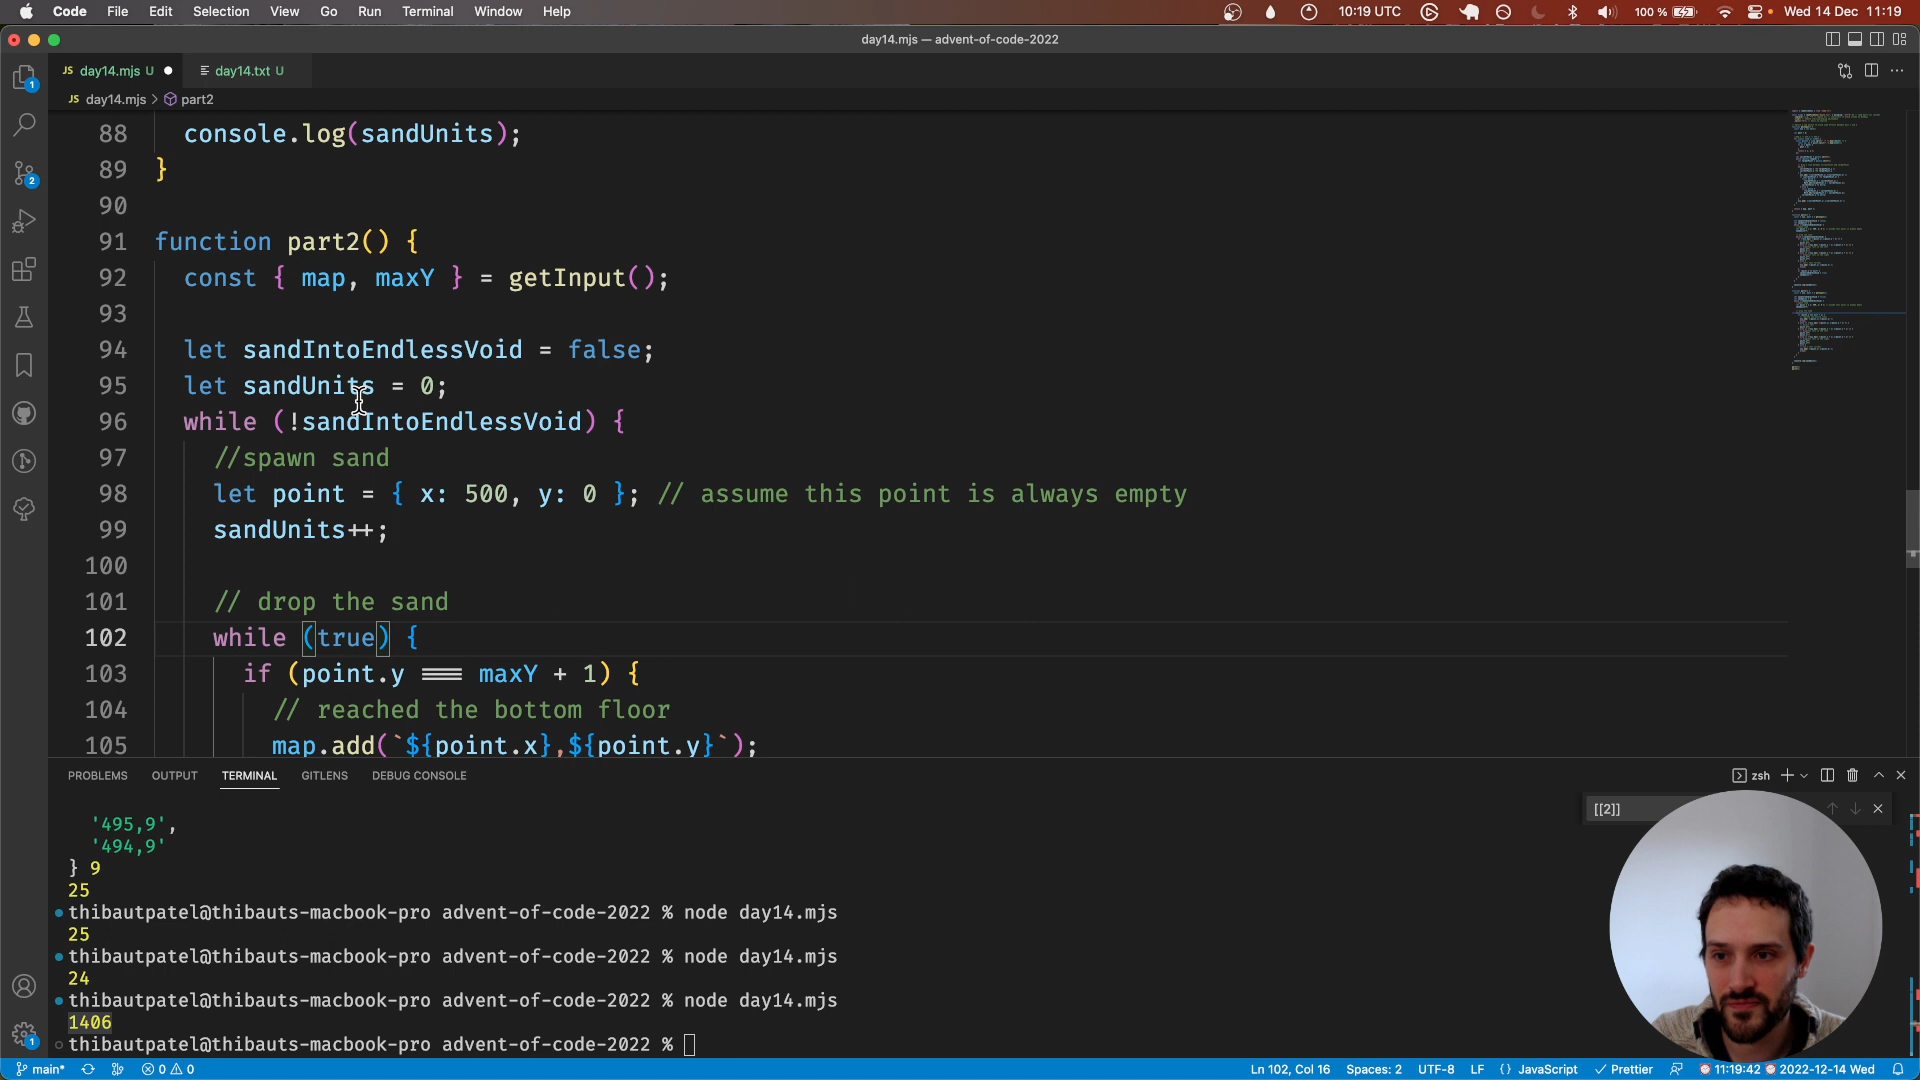 Code File Edit Selection View Go Run Terminal Window Help 10:19 UTC 100 % Wed 14 Dec 11:19
day14.mjs — advent-of-code-2022
JS day14.mjs U day14.txt U
JS day14.mjs > part2
88 console.log(sandUnits);
89 }
90
91 function part2() {
92 const { map, maxY } = getInput();
93
94 let sandIntoEndlessVoid = false;
95 let sandUnits = 0;
96 while (!sandIntoEndlessVoid) {
97 //spawn sand
98 let point = { x: 500, y: 0 }; // assume this point is always empty
99 sandUnits++;
100
101 // drop the sand
102 while (true) {
103 if (point.y === maxY + 1) {
104 // reached the bottom floor
105 map.add(`${point.x},${point.y}`);
PROBLEMS OUTPUT TERMINAL GITLENS DEBUG CONSOLE zsh
[[2]]
'495,9',
'494,9'
} 9
25
thibautpatel@thibauts-macbook-pro advent-of-code-2022 % node day14.mjs
25
thibautpatel@thibauts-macbook-pro advent-of-code-2022 % node day14.mjs
24
thibautpatel@thibauts-macbook-pro advent-of-code-2022 % node day14.mjs
1406
thibautpatel@thibauts-macbook-pro advent-of-code-2022 %
main* 0 0 Ln 102, Col 16 Spaces: 2 UTF-8 LF {} JavaScript Prettier 11:19:42 2022-12-14 Wed